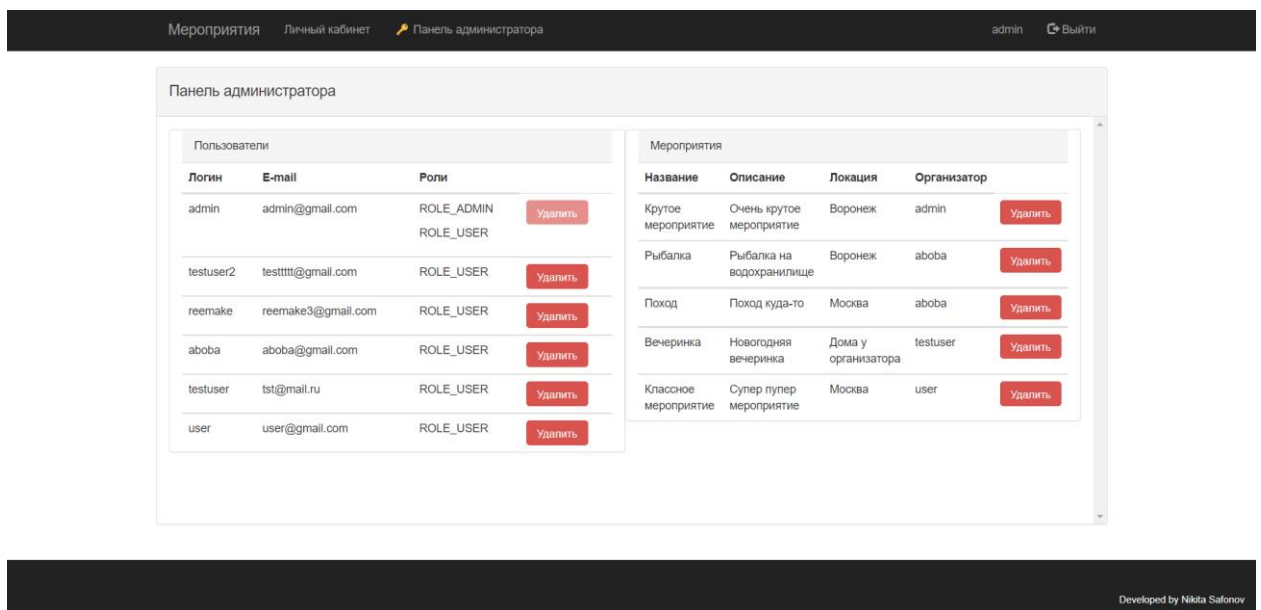 Мероприятия Личный кабинет Панель администратора admin Выйти
Панель администратора
Пользователи
Логин E-mail Роли
admin admin@gmail.com ROLE_ADMIN Удалить
ROLE_USER
testuser2 testtttt@gmail.com ROLE_USER Удалить
reemake reemake3@gmail.com ROLE_USER Удалить
aboba aboba@gmail.com ROLE_USER Удалить
testuser tst@mail.ru ROLE_USER Удалить
user user@gmail.com ROLE_USER Удалить
Мероприятия
Название Описание Локация Организатор
Крутое Очень крутое Воронеж admin Удалить
мероприятие мероприятие
Рыбалка Рыбалка на Воронеж aboba Удалить
водохранилище
Поход Поход куда-то Москва aboba Удалить
Вечеринка Новогодняя Дома у testuser Удалить
вечеринка организатора
Классное Супер пупер Москва user Удалить
мероприятие мероприятие
Developed by Nikita Safonov